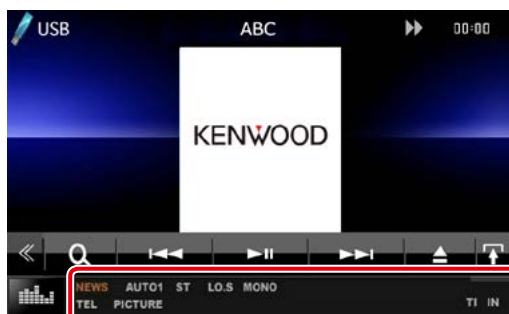 USB ABC 00:00
KENWOOD
NEWS AUTO1 ST LO.S MONO
TEL PICTURE TI IN